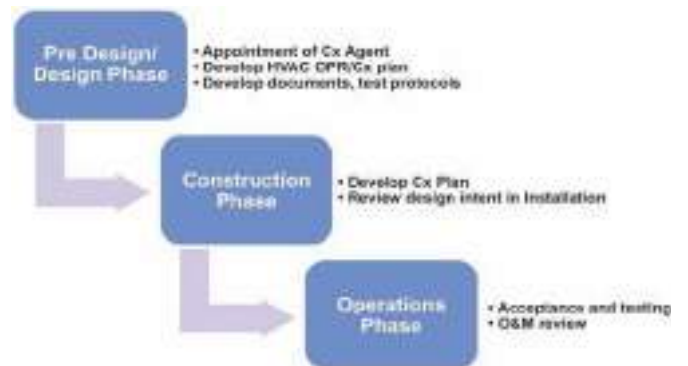 Pre Design/
Design Phase
• Appointment of Cx Agent
• Develop HVAC OPR/Cx plan
• Develop documents, test protocols
Construction
Phase
• Develop Cx Plan
• Review design intent in Installation
Operations
Phase
• Acceptance and testing
• O&M review